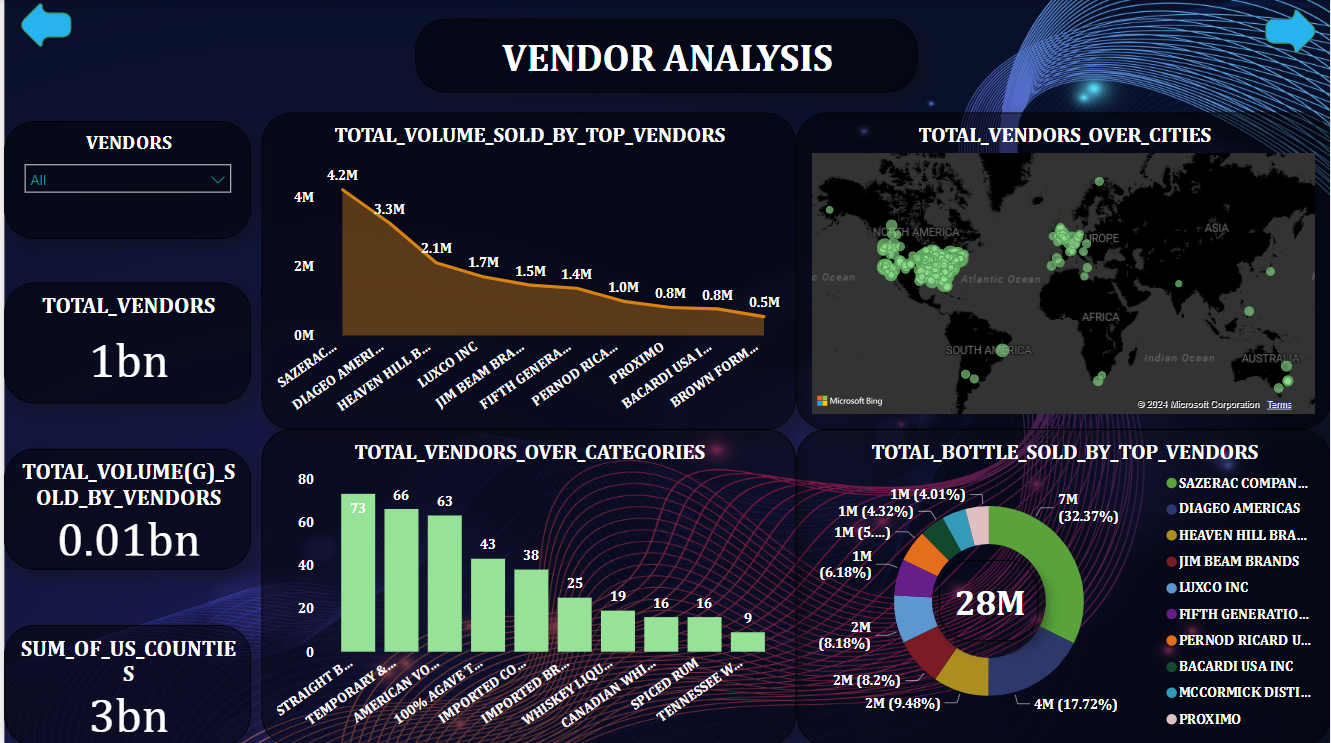 VENDOR ANALYSIS
VENDORS
All
TOTAL_VENDORS
1bn
TOTAL_VOLUME(G)_S
OLD_BY_VENDORS
0.01bn
SUM_OF_US_COUNTIE
S
3bn
TOTAL_VOLUME_SOLD_BY_TOP_VENDORS
4M
2M
0M
4.2M
3.3M
2.1M
1.7M
1.5M
1.4M
1.0M
0.8M
0.8M
0.5M
SAZERAC...
DIAGEO AMERI...
HEAVEN HILL B...
LUXCO INC
JIM BEAM BRA...
FIFTH GENERA...
PERNOD RICA...
PROXIMO
BACARDI USA I...
BROWN FORM...
TOTAL_VENDORS_OVER_CITIES
NORTH AMERICA
EUROPE
ASIA
c Ocean
Atlantic Ocean
AFRICA
SOUTH AMERICA
Indian Ocean
AUSTRALIA
Microsoft Bing
© 2024 Microsoft Corporation Terms
TOTAL_VENDORS_OVER_CATEGORIES
80
60
40
20
0
73
66
63
43
38
25
19
16
16
9
STRAIGHT B...
TEMPORARY &...
AMERICAN VO...
100% AGAVE T...
IMPORTED CO...
IMPORTED BR...
WHISKEY LIQU...
CANADIAN WHI...
SPICED RUM
TENNESSEE W...
TOTAL_BOTTLE_SOLD_BY_TOP_VENDORS
7M
(32.37%)
4M (17.72%)
2M (9.48%)
2M (8.2%)
2M
(8.18%)
1M
(6.18%)
1M (5....)
1M (4.32%)
1M (4.01%)
28M
SAZERAC COMPAN...
DIAGEO AMERICAS
HEAVEN HILL BRA...
JIM BEAM BRANDS
LUXCO INC
FIFTH GENERATIO...
PERNOD RICARD U...
BACARDI USA INC
MCCORMICK DISTI...
PROXIMO